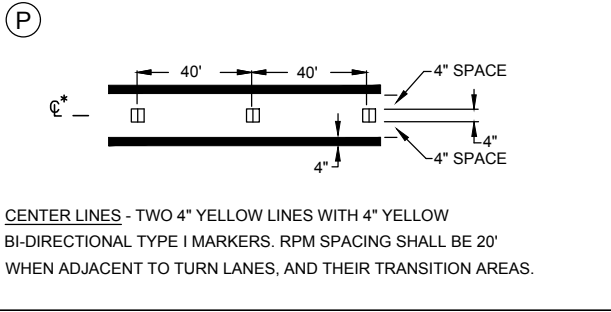 P
40' 40' 4" SPACE
℄*
4"
4" 4" SPACE
CENTER LINES - TWO 4" YELLOW LINES WITH 4" YELLOW
BI-DIRECTIONAL TYPE I MARKERS. RPM SPACING SHALL BE 20'
WHEN ADJACENT TO TURN LANES, AND THEIR TRANSITION AREAS.